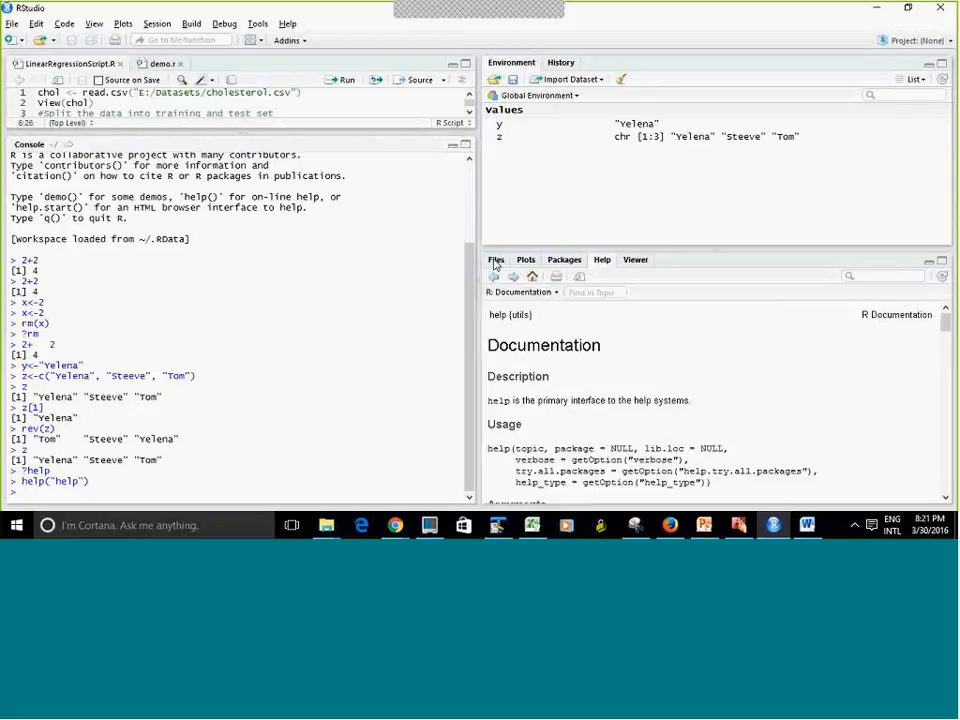 RStudio
File Edit Code View Plots Session Build Debug Tools Help
Go to file/function Addins Project: (None)
LinearRegressionScript.R × demo.r ×
Source on Save Run Source
1 chol <- read.csv("E:/Datasets/cholesterol.csv")
2 View(chol)
3 #Split the data into training and test set
6:26 (Top Level) R Script
Console ~/
R is a collaborative project with many contributors.
Type 'contributors()' for more information and
'citation()' on how to cite R or R packages in publications.
Type 'demo()' for some demos, 'help()' for on-line help, or
'help.start()' for an HTML browser interface to help.
Type 'q()' to quit R.
[Workspace loaded from ~/.RData]
> 2+2
[1] 4
> 2+2
[1] 4
> x<-2
> x<-2
> rm(x)
> ?rm
> 2+   2
[1] 4
> y<-"Yelena"
> z<-c("Yelena", "Steeve", "Tom")
> z
[1] "Yelena" "Steeve" "Tom"
> z[1]
[1] "Yelena"
> rev(z)
[1] "Tom"    "Steeve" "Yelena"
> z
[1] "Yelena" "Steeve" "Tom"
> ?help
> help("help")
>
Environment History
Import Dataset List
Global Environment
Values
y "Yelena"
z chr [1:3] "Yelena" "Steeve" "Tom"
Files Plots Packages Help Viewer
R: Documentation Find in Topic
help {utils} R Documentation
Documentation
Description
help is the primary interface to the help systems.
Usage
help(topic, package = NULL, lib.loc = NULL,
verbose = getOption("verbose"),
try.all.packages = getOption("help.try.all.packages"),
help_type = getOption("help_type"))
Arguments
I'm Cortana. Ask me anything.
ENG 8:21 PM
INTL 3/30/2016